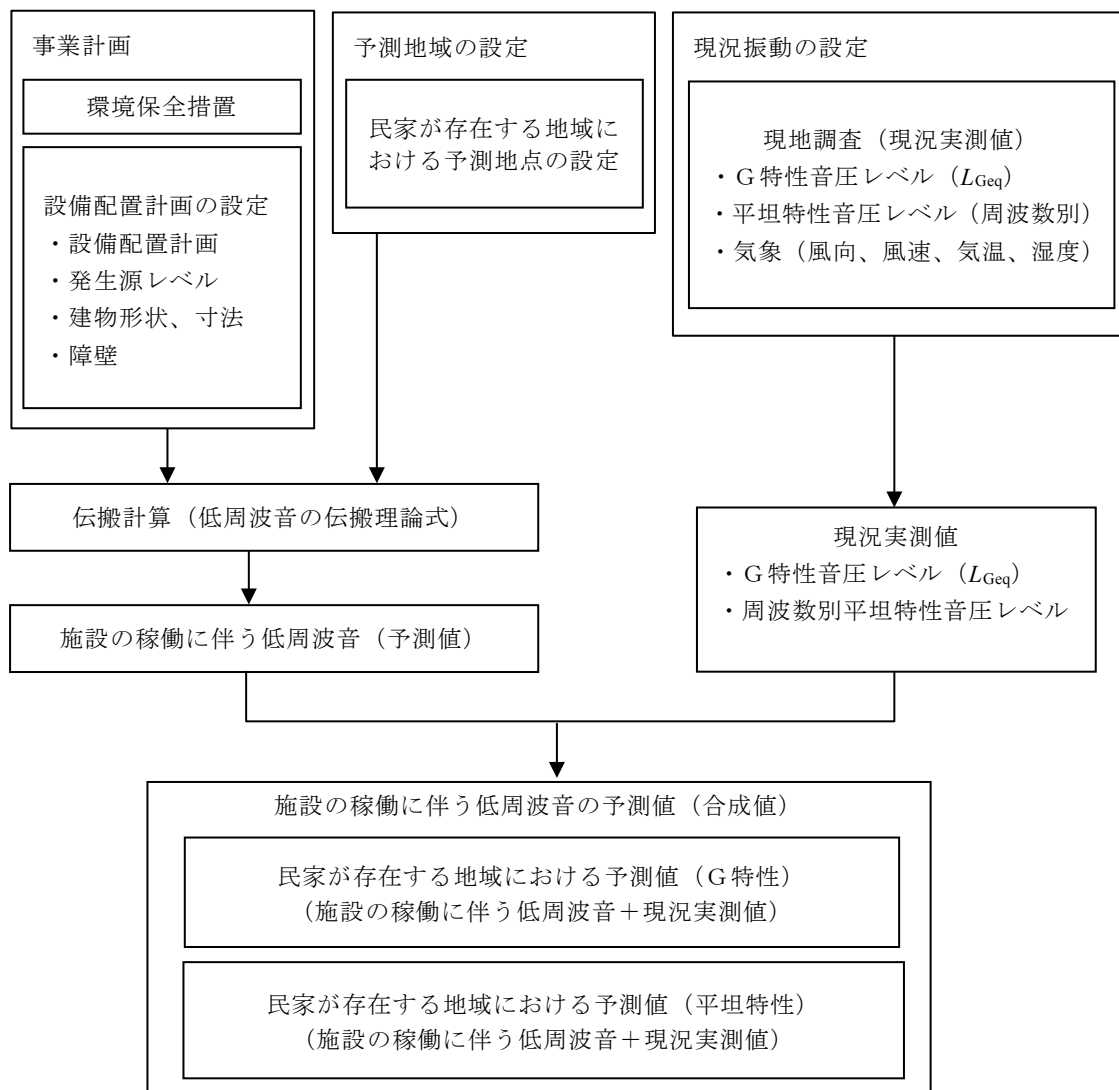 事業計画
環境保全措置
設備配置計画の設定
・設備配置計画
・発生源レベル
・建物形状、寸法
・障壁
予測地域の設定
民家が存在する地域に
おける予測地点の設定
現況振動の設定
現地調査（現況実測値）
・Ｇ特性音圧レベル（LGeq）
・平坦特性音圧レベル（周波数別）
・気象（風向、風速、気温、湿度）
伝搬計算（低周波音の伝搬理論式）
施設の稼働に伴う低周波音（予測値）
現況実測値
・Ｇ特性音圧レベル（LGeq）
・周波数別平坦特性音圧レベル
施設の稼働に伴う低周波音の予測値（合成値）
民家が存在する地域における予測値（Ｇ特性）
（施設の稼働に伴う低周波音＋現況実測値）
民家が存在する地域における予測値（平坦特性）
（施設の稼働に伴う低周波音＋現況実測値）